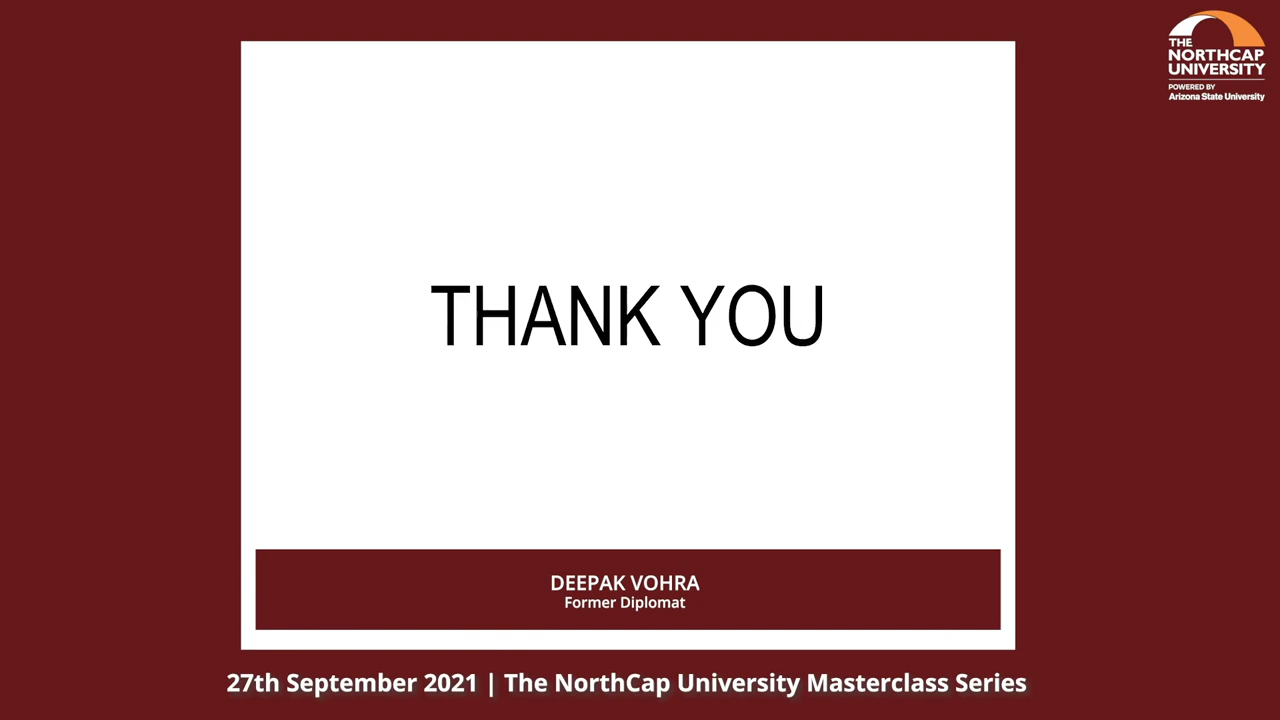 THE
NORTHCAP
UNIVERSITY
POWERED BY
Arizona State University
THANK YOU
DEEPAK VOHRA
Former Diplomat
27th September 2021 | The NorthCap University Masterclass Series